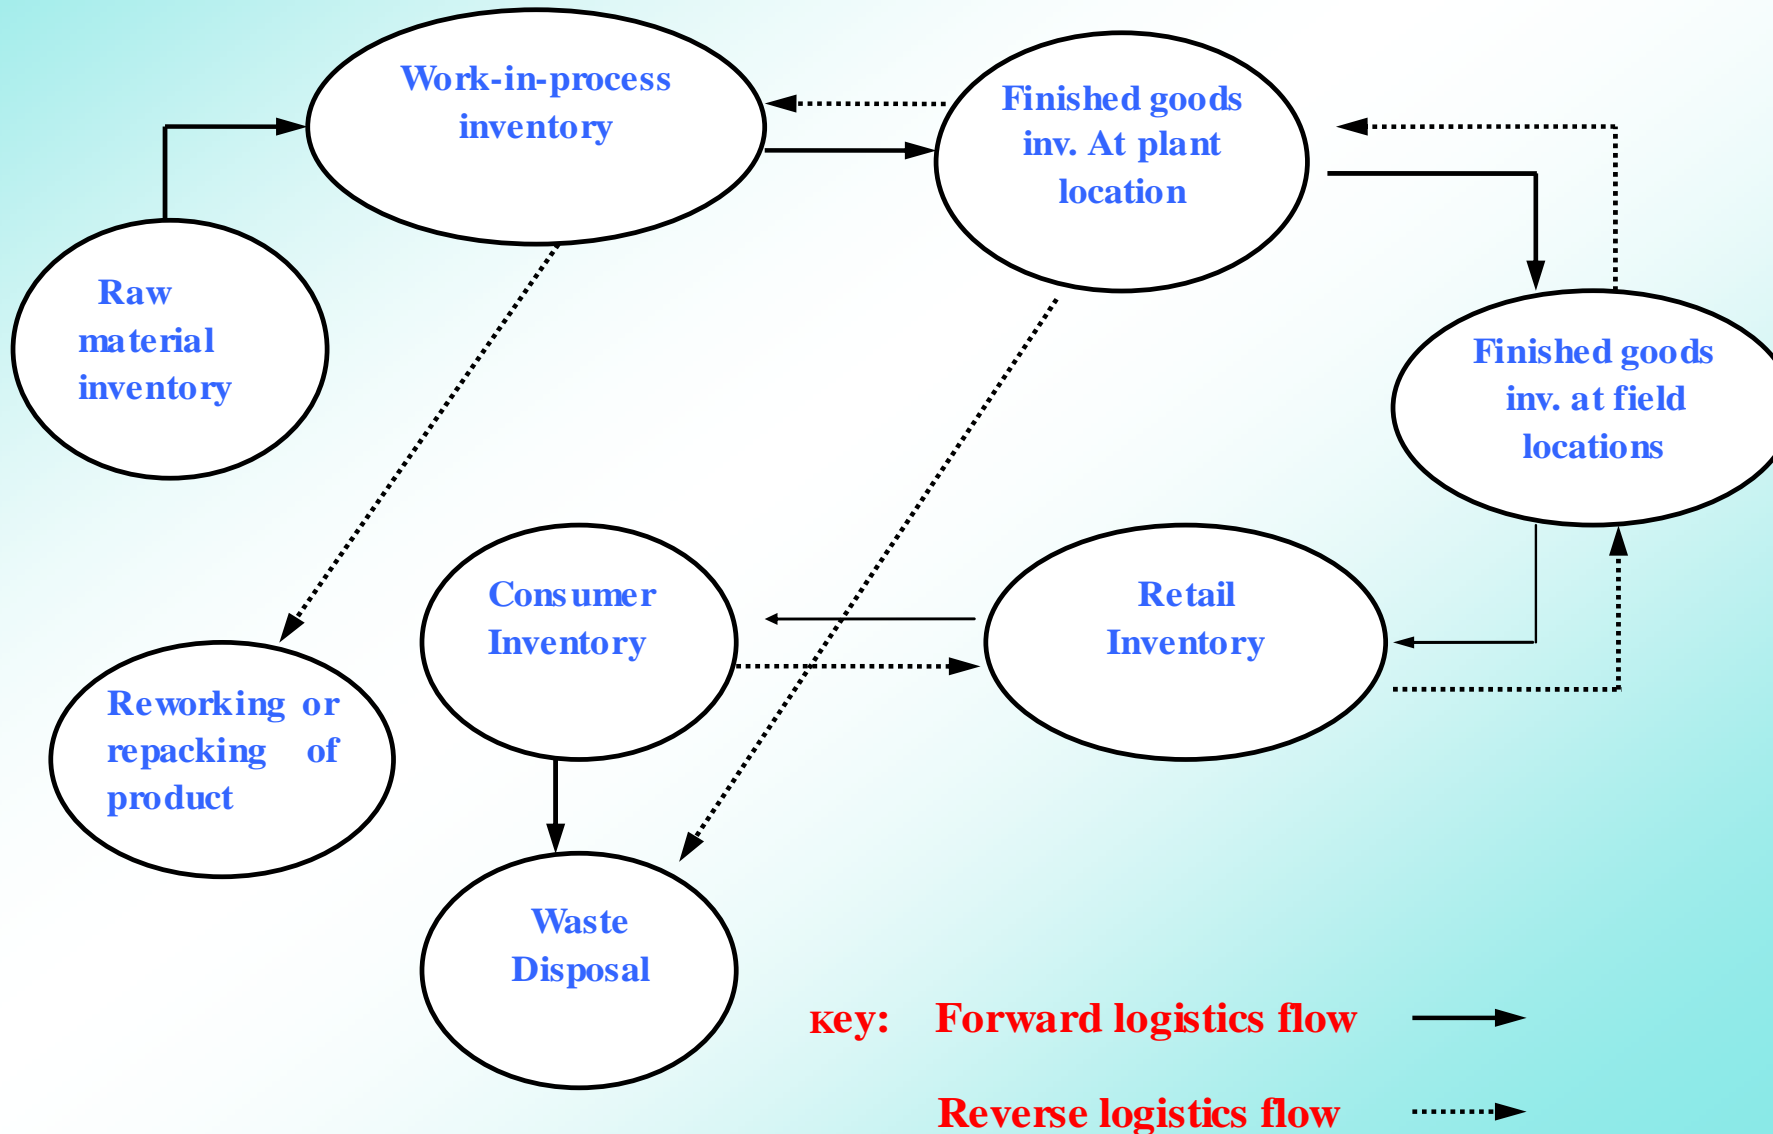 Work-in-process
inventory
Finished goods
inv. At plant
location
Raw
material
inventory
Finished goods
inv. at field
locations
Consumer
Inventory
Retail
Inventory
Reworking or
repacking of
product
Waste
Disposal
Key: Forward logistics flow
Reverse logistics flow